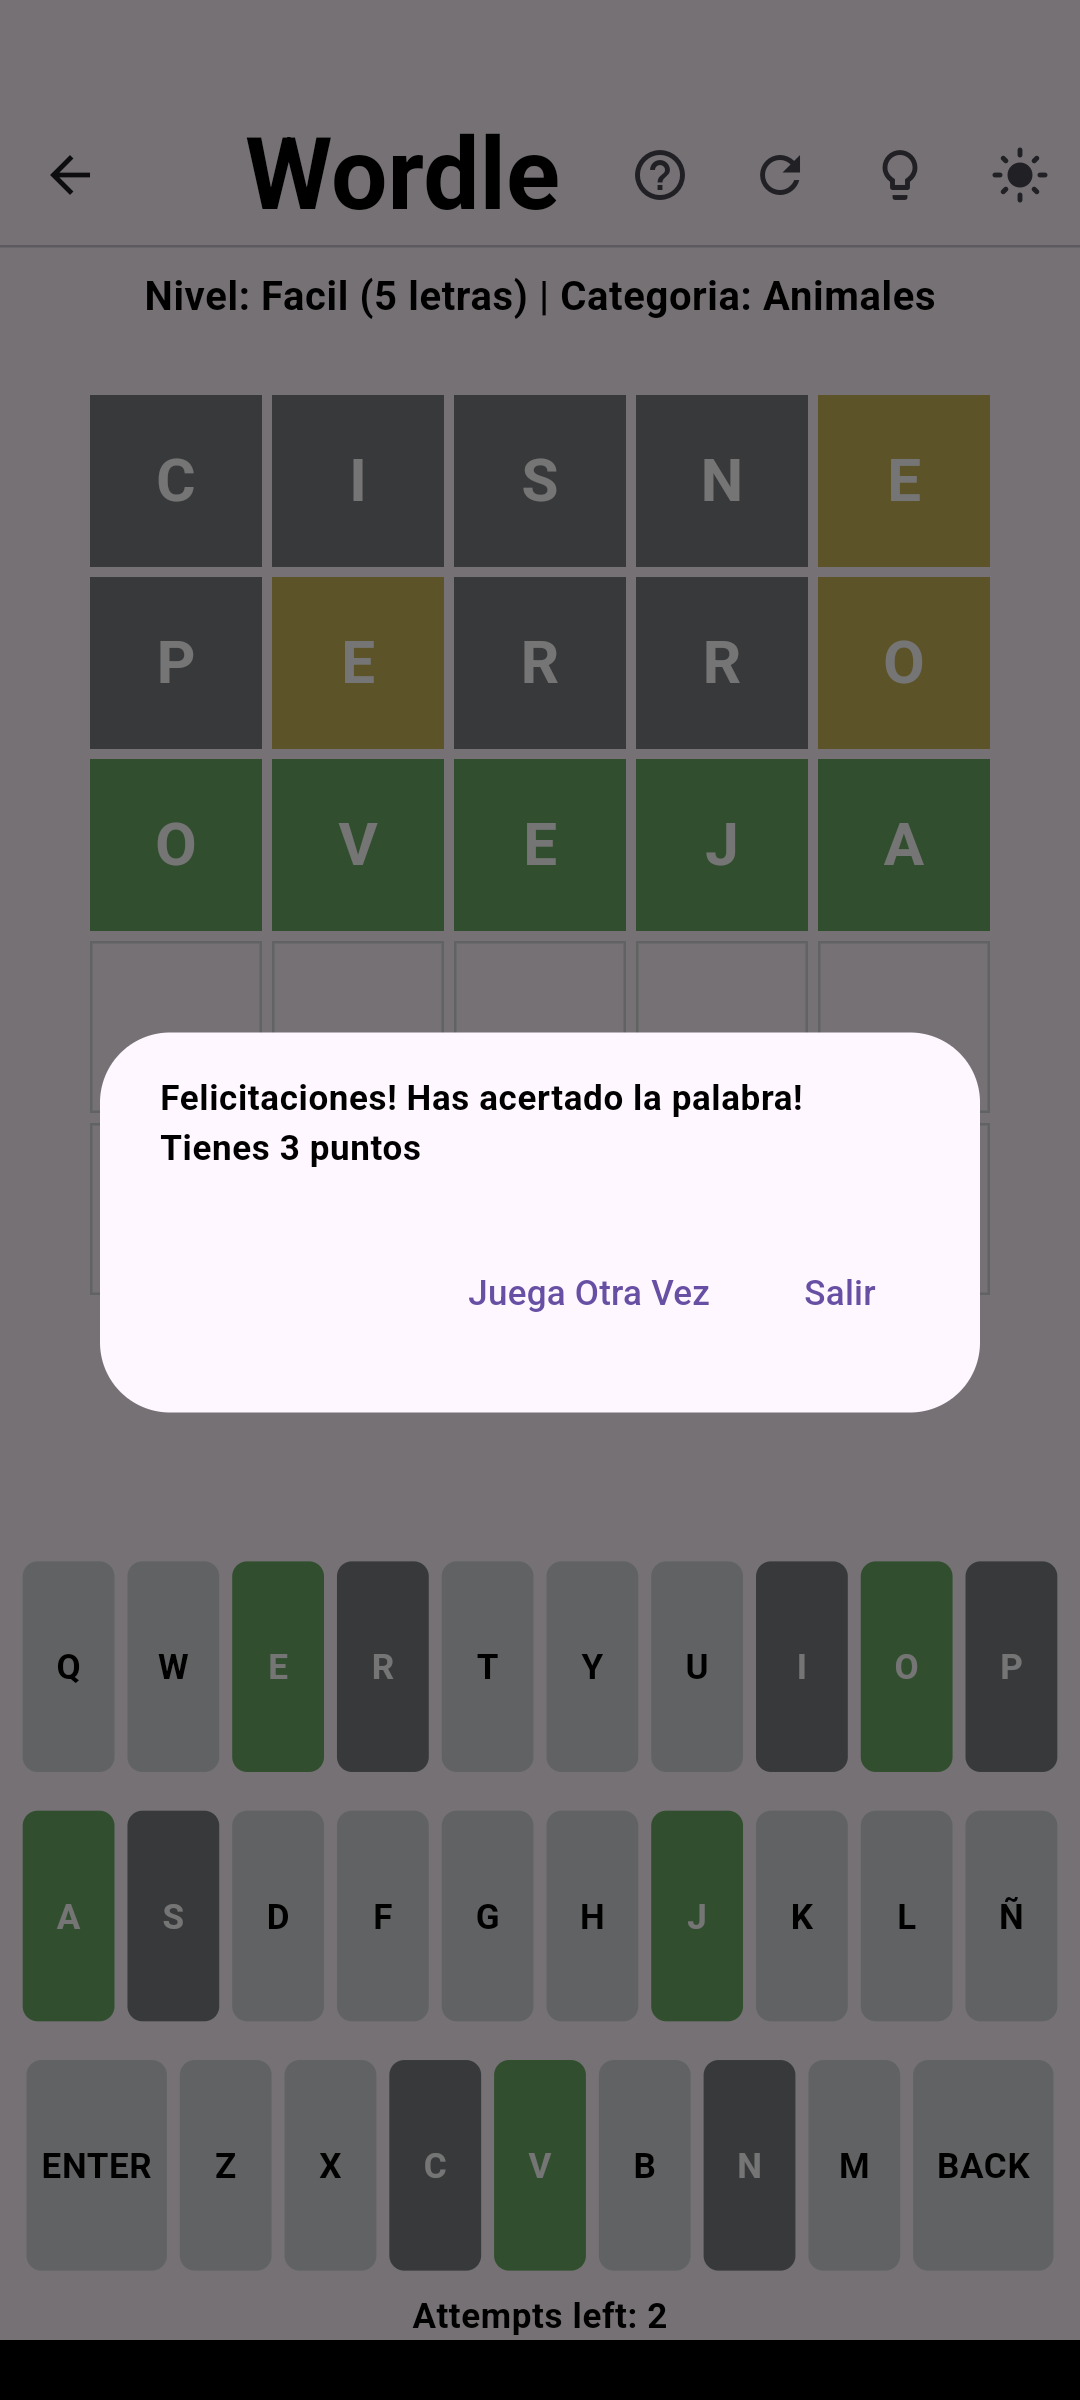 Wordle
Nivel: Facil (5 letras) | Categoria: Animales
C I S N E
P E R R O
O V E J A
Felicitaciones! Has acertado la palabra!
Tienes 3 puntos
Juega Otra Vez Salir
Q W E R T Y U I O P
A S D F G H J K L Ñ
ENTER Z X C V B N M BACK
Attempts left: 2